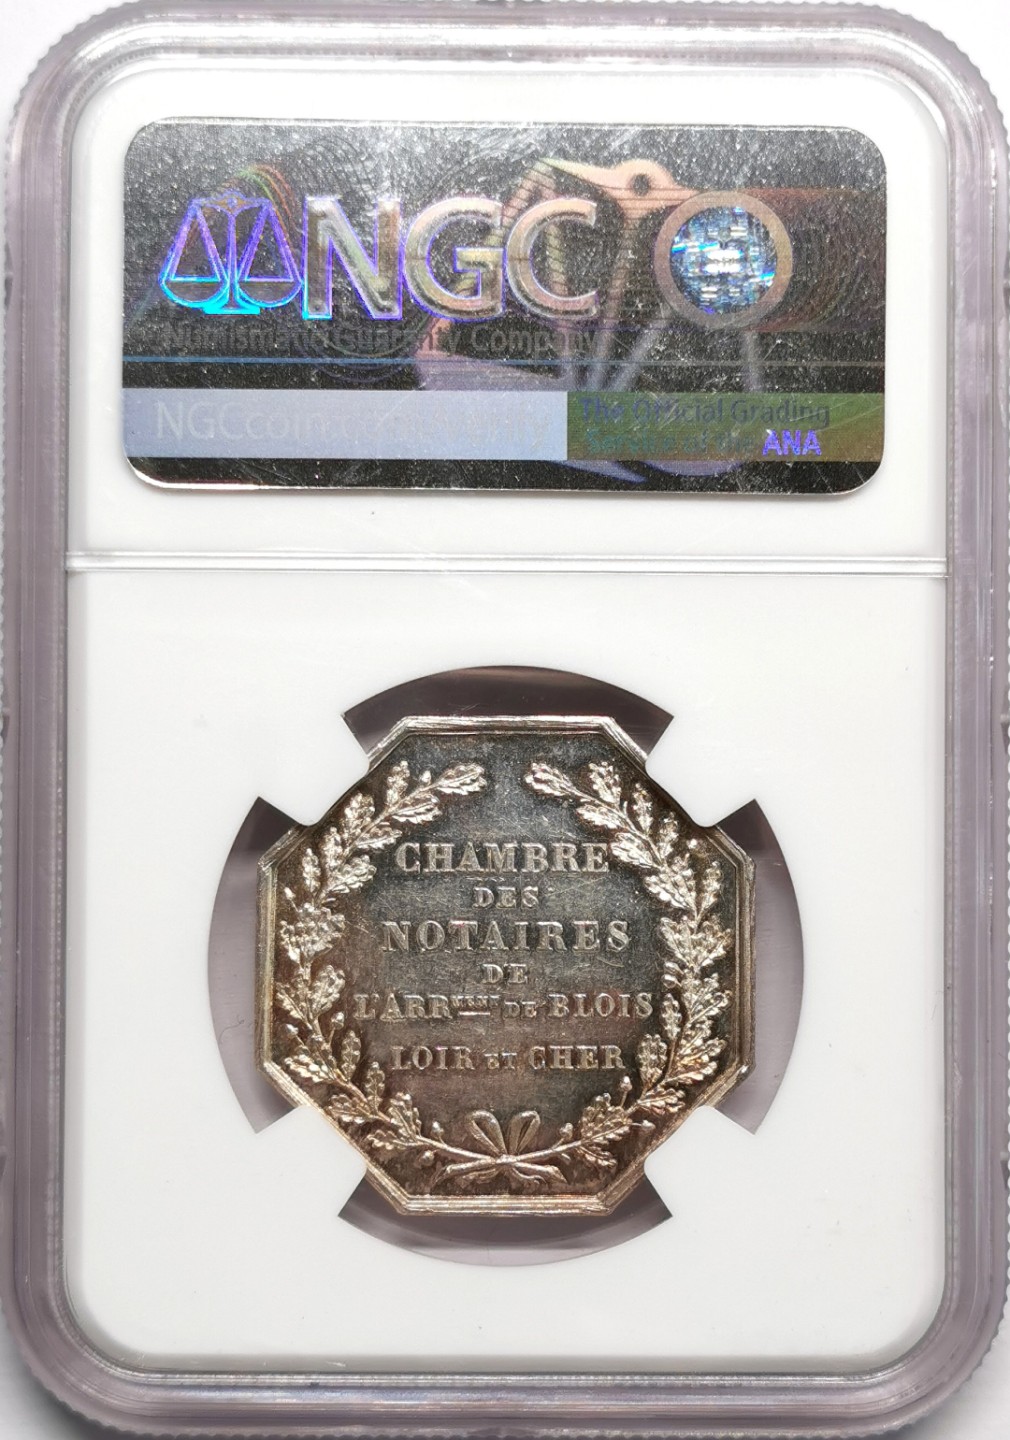 NGC
Numismatic Guaranty Company
NGCcoin.com
The Official Grading
Service of the ANA
CHAMBRE
DES
NOTAIRES
DE
L'ARR DE BLOIS
LOIR ET CHER